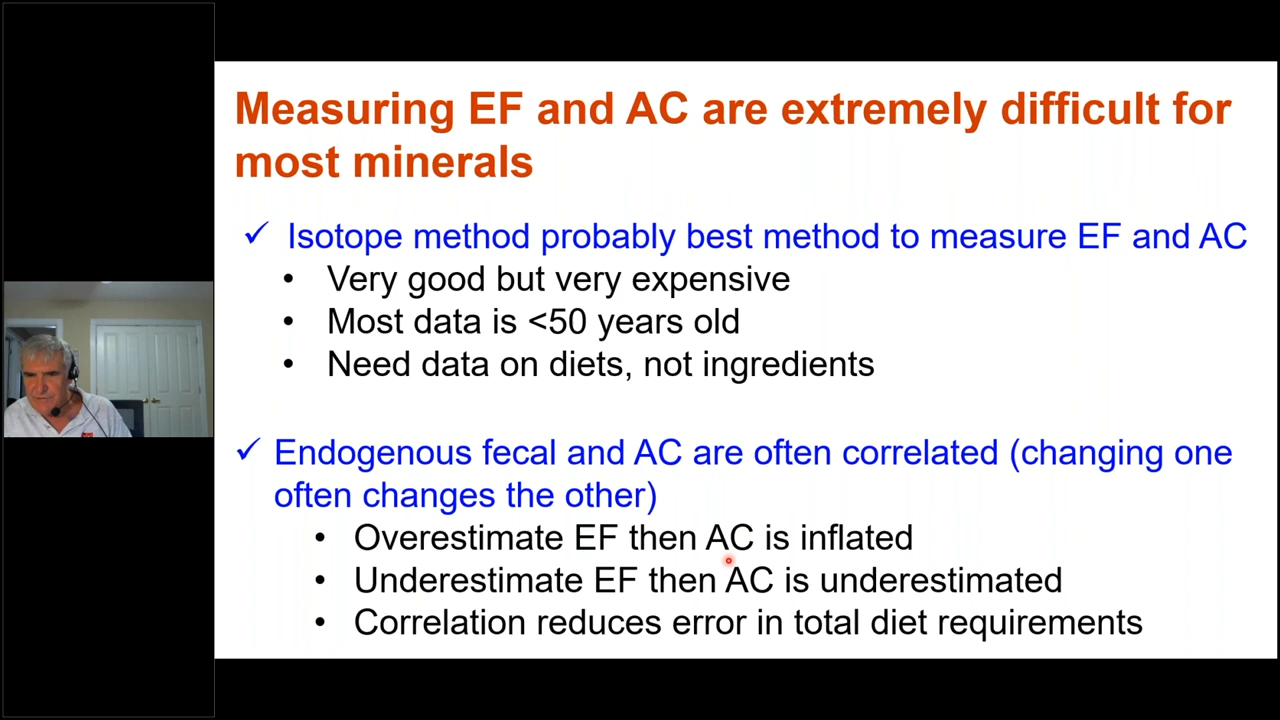 Measuring EF and AC are extremely difficult for
most minerals
✓ Isotope method probably best method to measure EF and AC
• Very good but very expensive
• Most data is <50 years old
• Need data on diets, not ingredients
✓ Endogenous fecal and AC are often correlated (changing one
often changes the other)
• Overestimate EF then AC is inflated
• Underestimate EF then AC is underestimated
• Correlation reduces error in total diet requirements